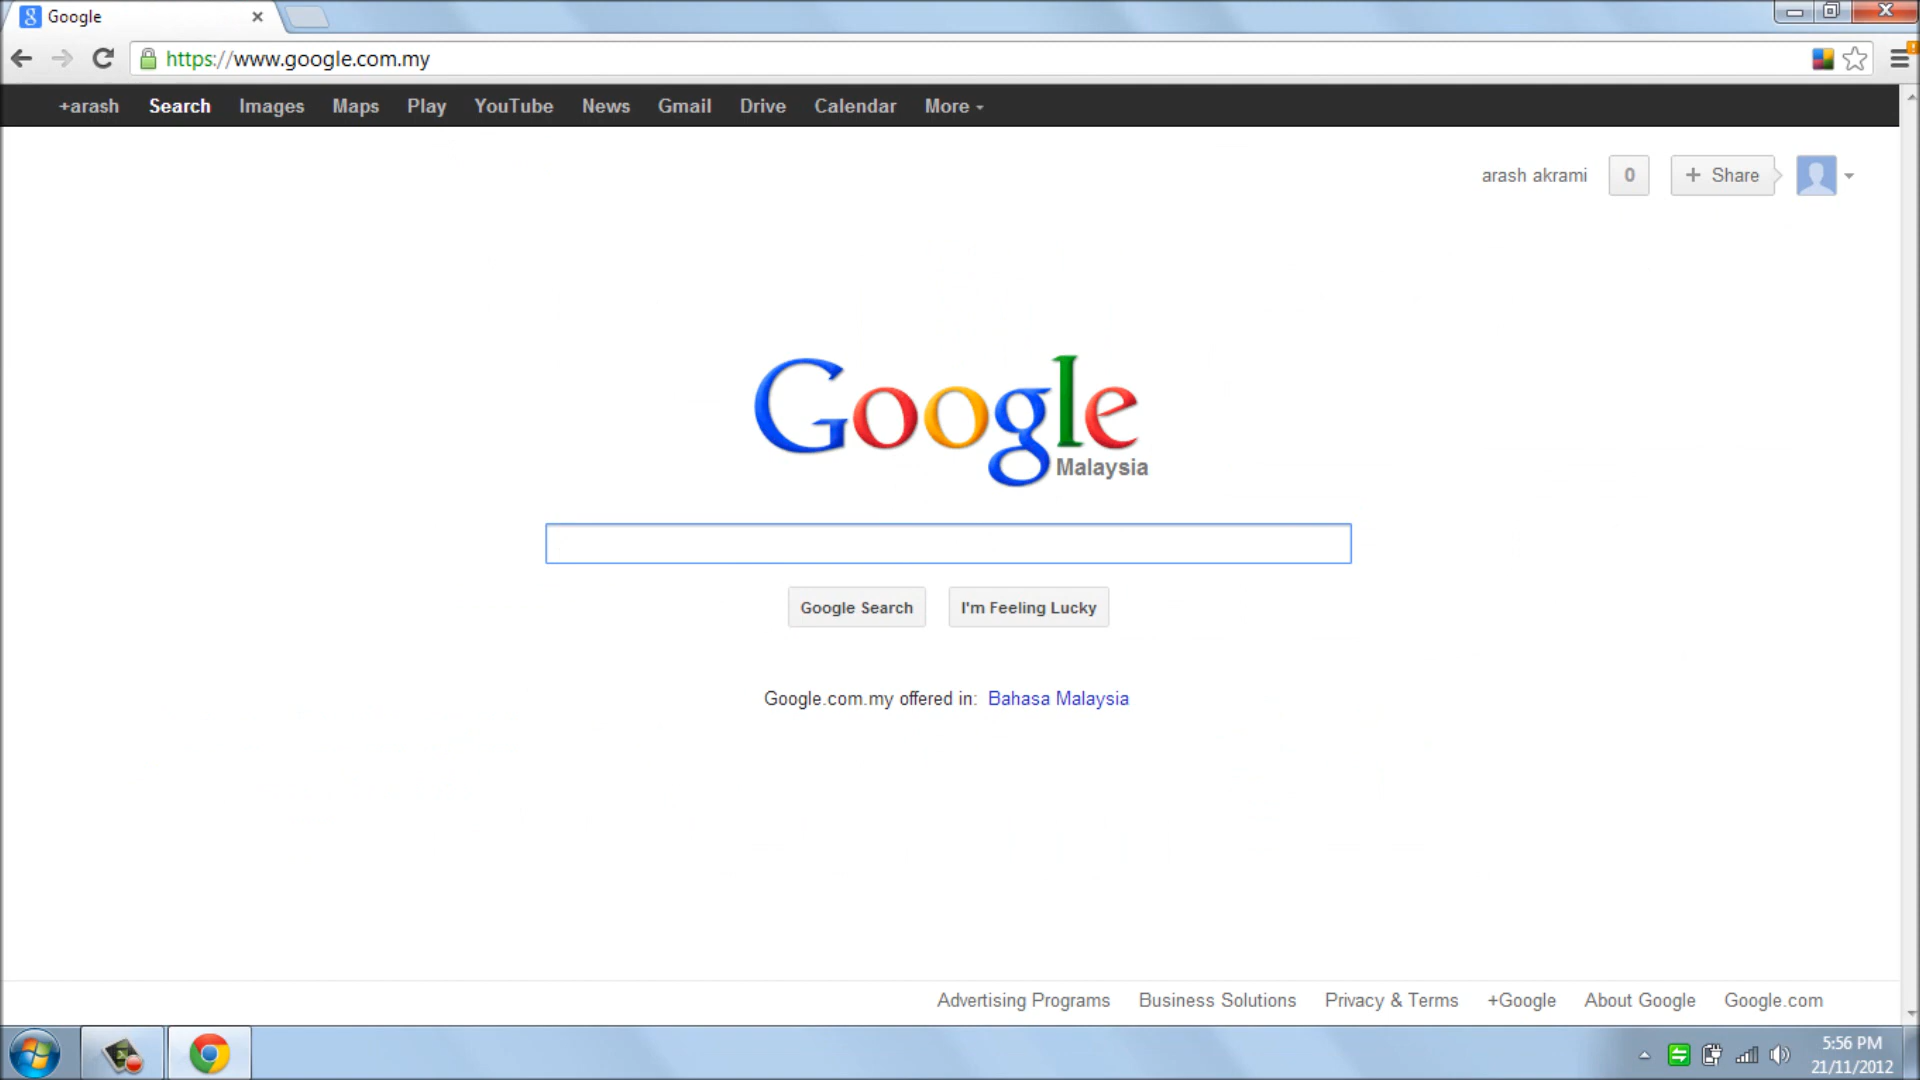 Google
https://www.google.com.my
+arash Search Images Maps Play YouTube News Gmail Drive Calendar More
arash akrami 0 + Share
Google
Malaysia
Google Search I'm Feeling Lucky
Google.com.my offered in: Bahasa Malaysia
Advertising Programs Business Solutions Privacy & Terms +Google About Google Google.com
5:56 PM
21/11/2012